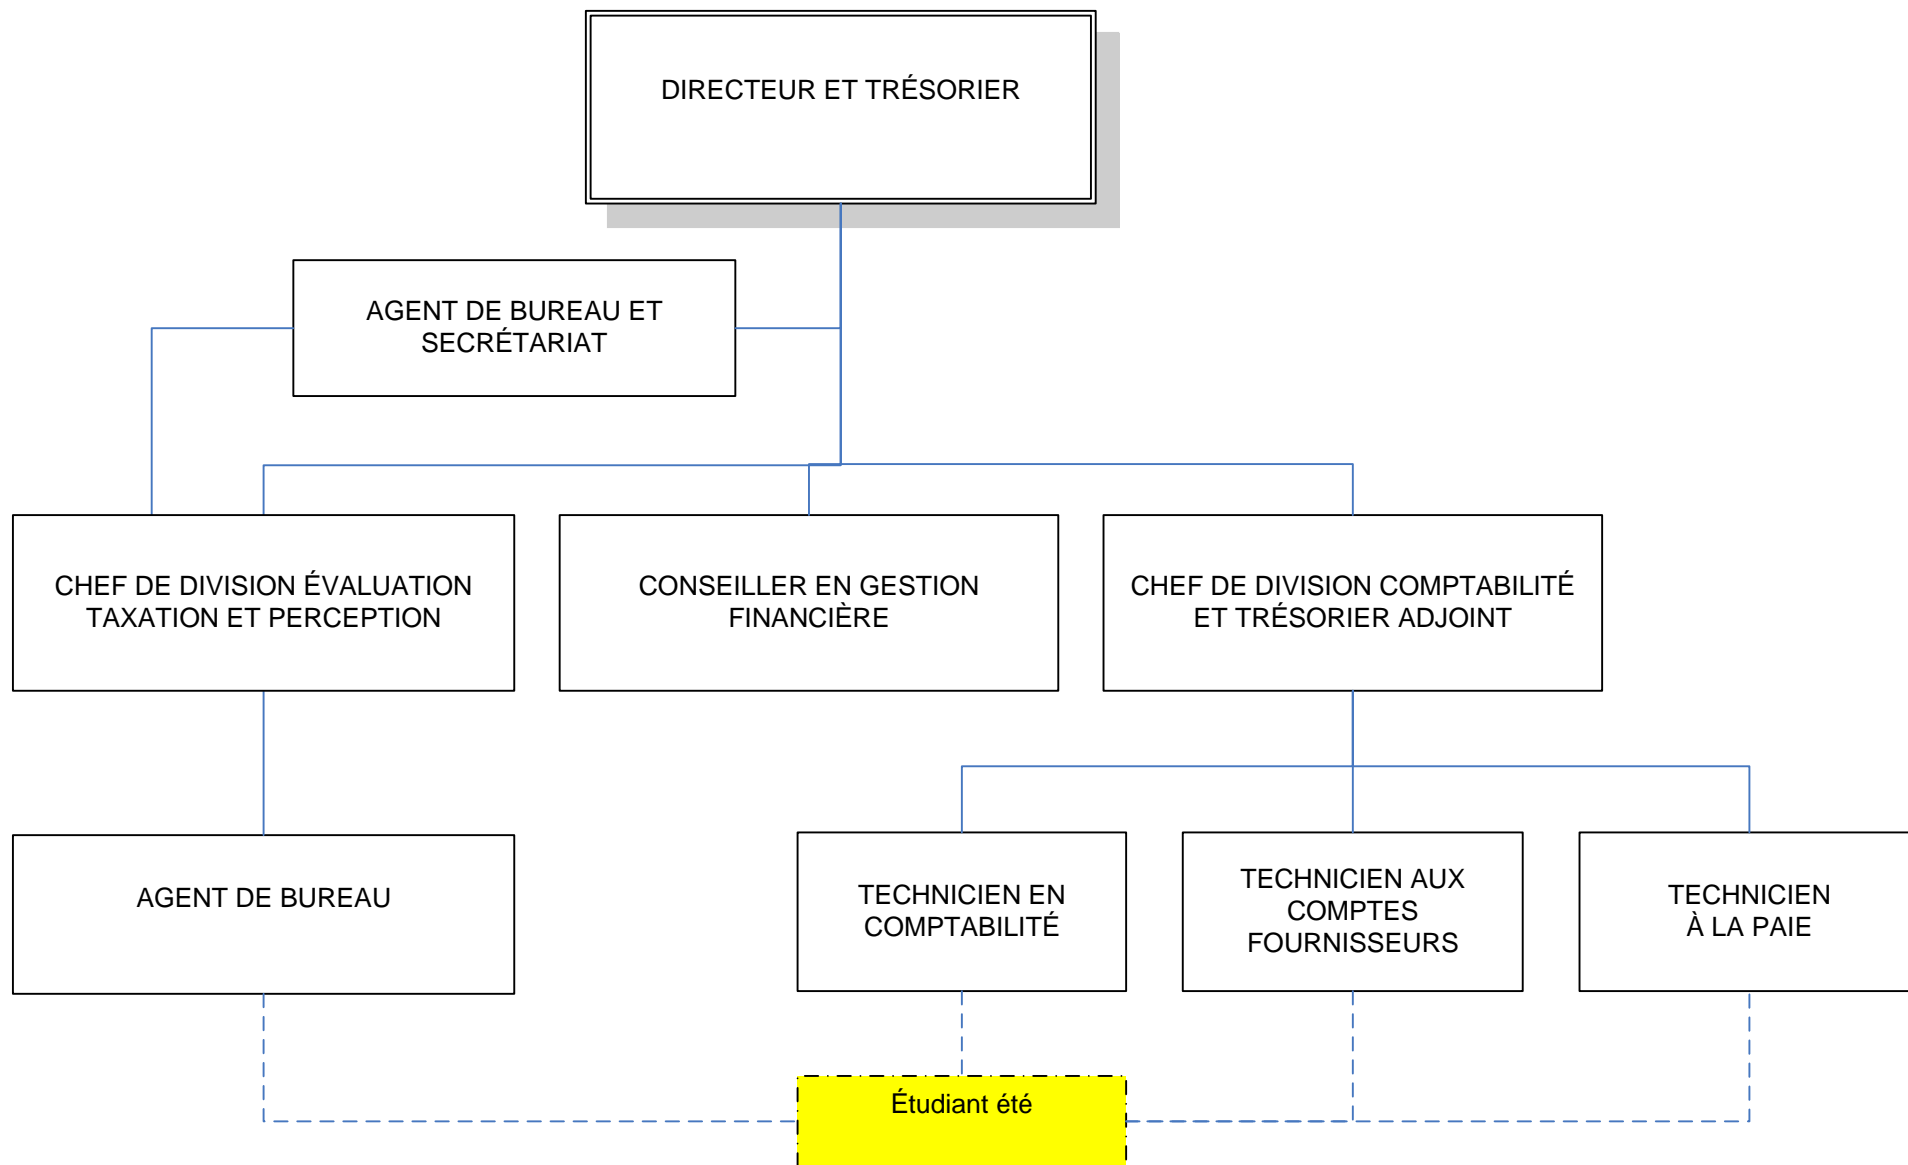 DIRECTEUR ET TRÉSORIER
AGENT DE BUREAU ET
SECRÉTARIAT
CHEF DE DIVISION ÉVALUATION
TAXATION ET PERCEPTION
CONSEILLER EN GESTION
FINANCIÈRE
CHEF DE DIVISION COMPTABILITÉ
ET TRÉSORIER ADJOINT
AGENT DE BUREAU
TECHNICIEN EN
COMPTABILITÉ
TECHNICIEN AUX
COMPTES
FOURNISSEURS
TECHNICIEN
À LA PAIE
Étudiant été